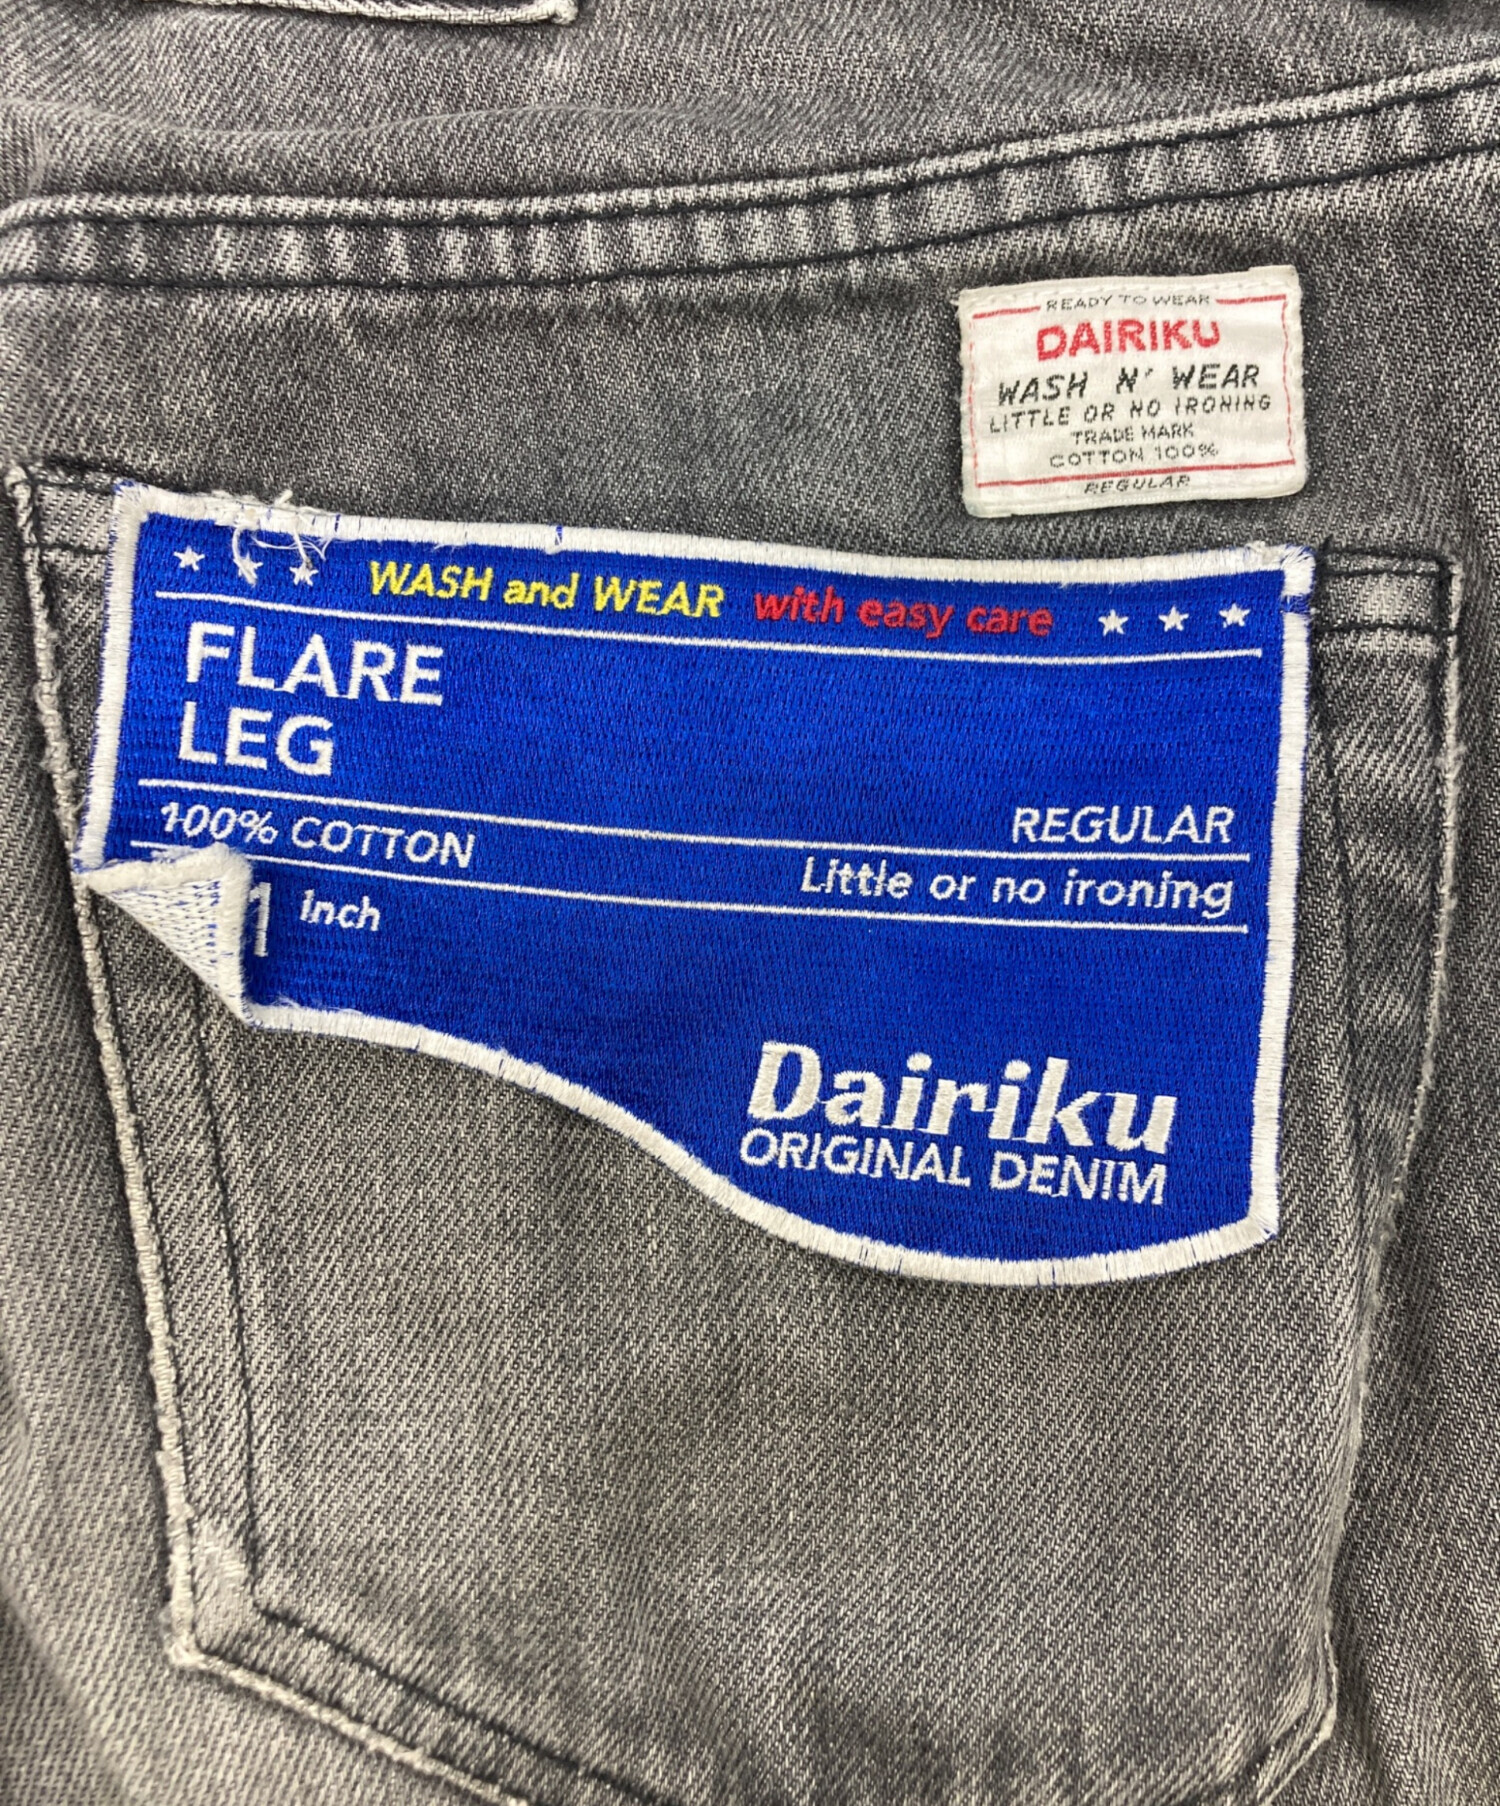 READY TO WEAR
DAIRIKU
WASH N' WEAR
LITTLE OR NO IRONING
TRADE MARK
COTTON 100%
REGULAR
WASH and WEAR with easy care
FLARE
LEG
REGULAR
100% COTTON
Little or no ironing
inch
Dairiku
ORIGINAL DENIM